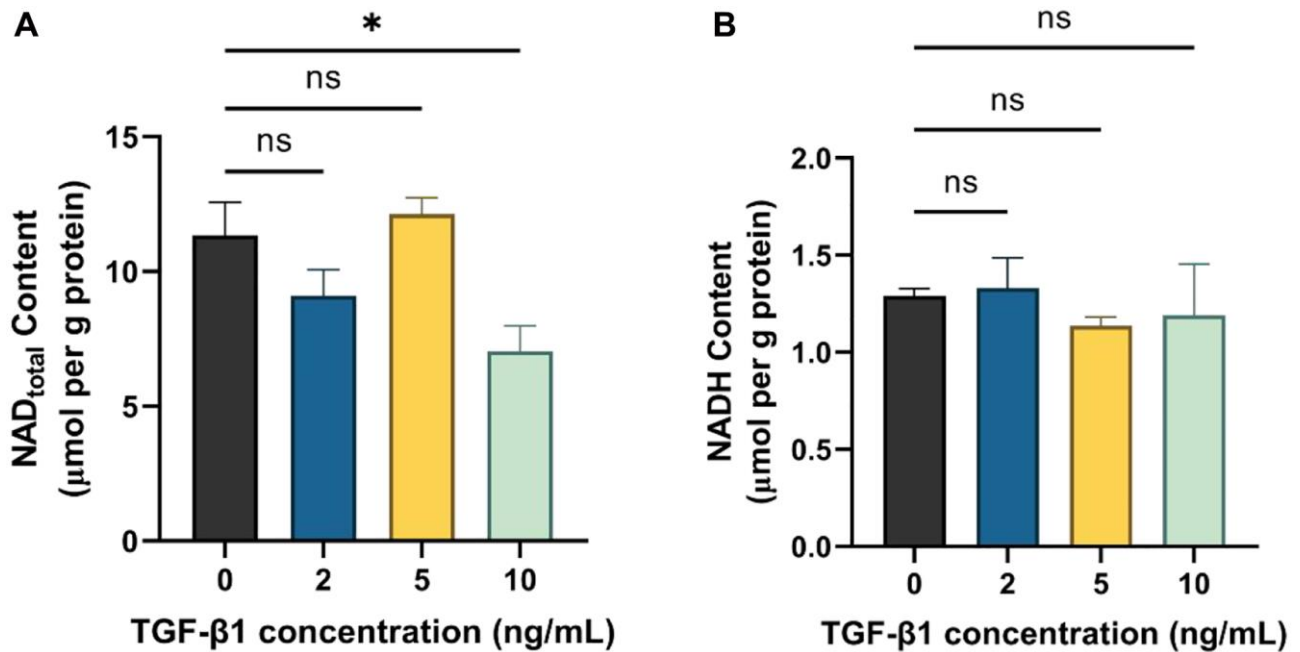 A
*
ns
ns
NAD_total Content
(μmol per g protein)
15
10
5
0
0 2 5 10
TGF-β1 concentration (ng/mL)
B
ns
ns
ns
NADH Content
(μmol per g protein)
2.0
1.5
1.0
0.5
0.0
0 2 5 10
TGF-β1 concentration (ng/mL)